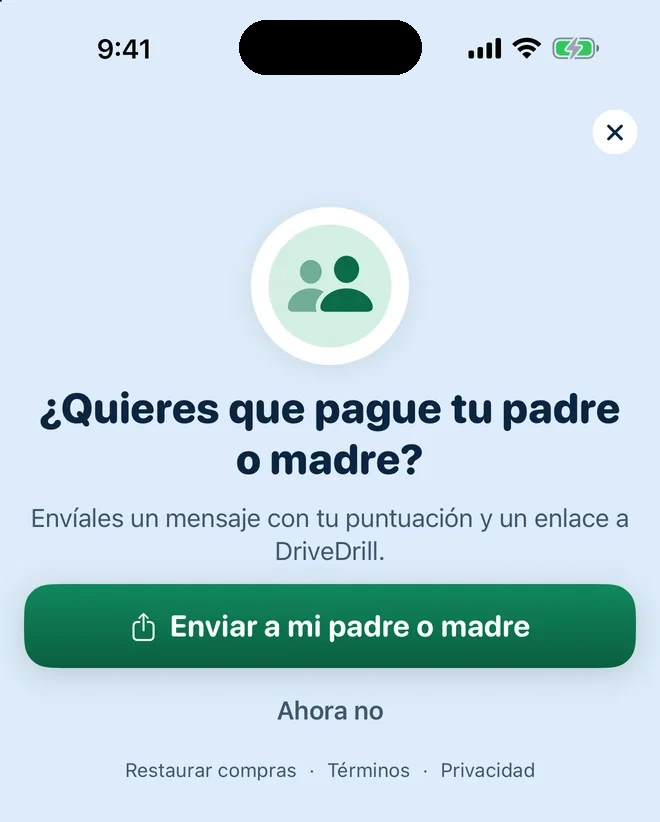 9:41
¿Quieres que pague tu padre
o madre?
Envíales un mensaje con tu puntuación y un enlace a
DriveDrill.
Enviar a mi padre o madre
Ahora no
Restaurar compras · Términos · Privacidad